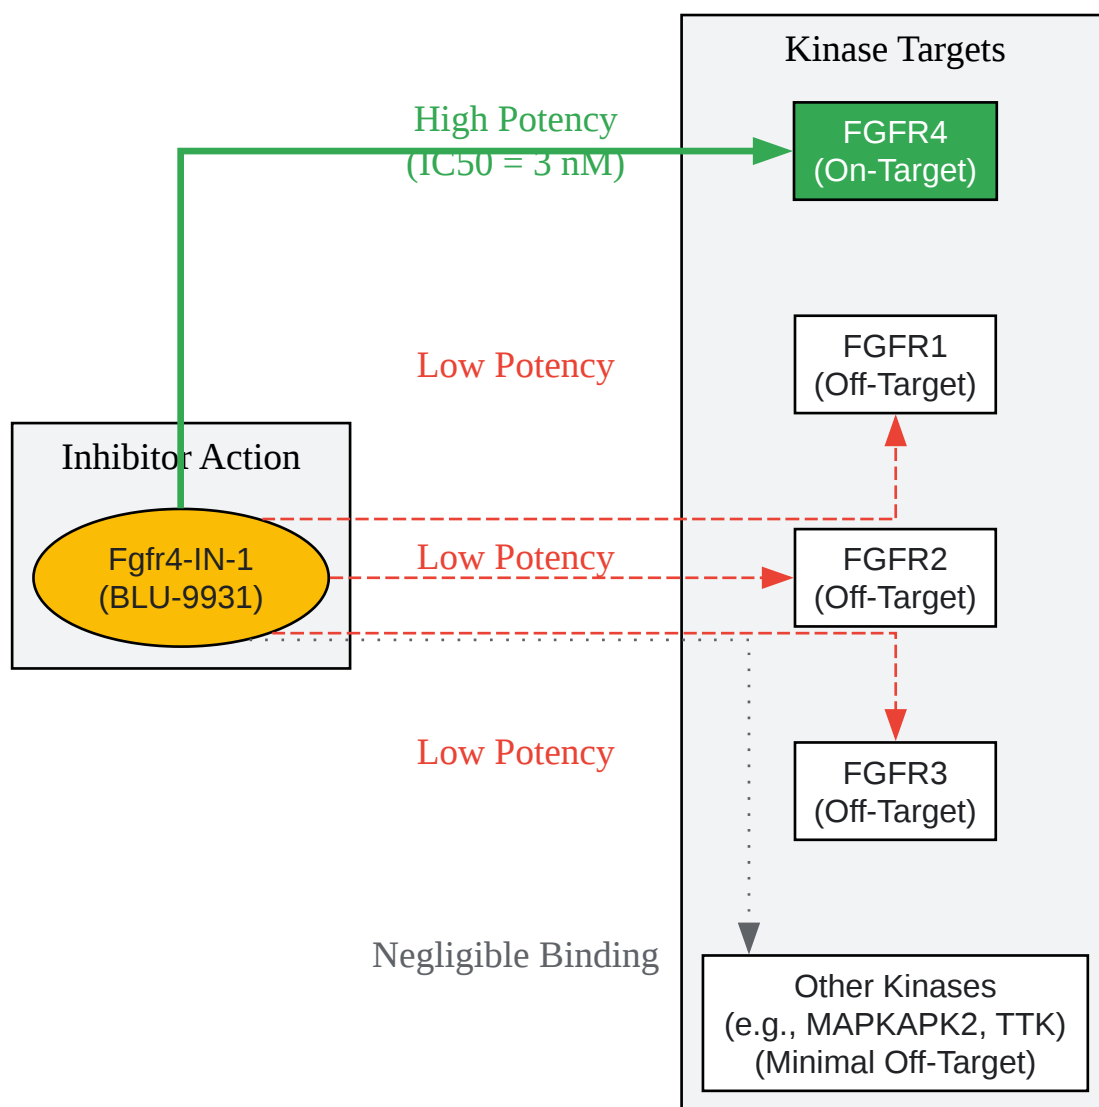 Kinase Targets
High Potency
(IC50 = 3 nM)
FGFR4
(On-Target)
Low Potency
FGFR1
(Off-Target)
Inhibitor Action
Fgfr4-IN-1
(BLU-9931)
Low Potency
FGFR2
(Off-Target)
Low Potency
FGFR3
(Off-Target)
Negligible Binding
Other Kinases
(e.g., MAPKAPK2, TTK)
(Minimal Off-Target)